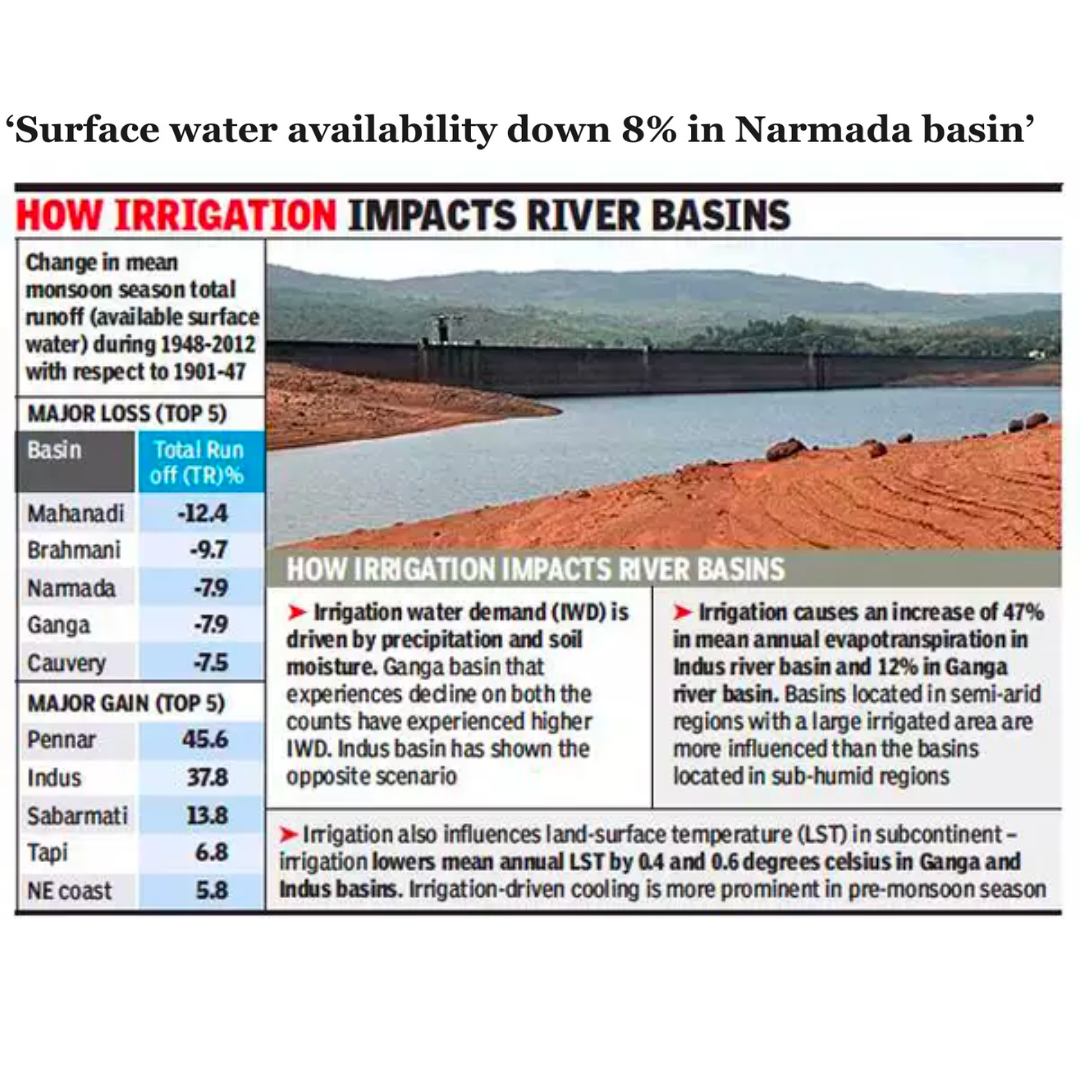 ‘Surface water availability down 8% in Narmada basin’
HOW IRRIGATION IMPACTS RIVER BASINS
Change in mean
monsoon season total
runoff (available surface
water) during 1948-2012
with respect to 1901-47
MAJOR LOSS (TOP 5)
Basin Total Run
off (TR)%
Mahanadi -12.4
Brahmani -9.7
Narmada -7.9
Ganga -7.9
Cauvery -7.5
MAJOR GAIN (TOP 5)
Pennar 45.6
Indus 37.8
Sabarmati 13.8
Tapi 6.8
NE coast 5.8
HOW IRRIGATION IMPACTS RIVER BASINS
➤ Irrigation water demand (IWD) is
driven by precipitation and soil
moisture. Ganga basin that
experiences decline on both the
counts have experienced higher
IWD. Indus basin has shown the
opposite scenario
➤ Irrigation causes an increase of 47%
in mean annual evapotranspiration in
Indus river basin and 12% in Ganga
river basin. Basins located in semi-arid
regions with a large irrigated area are
more influenced than the basins
located in sub-humid regions
➤ Irrigation also influences land-surface temperature (LST) in subcontinent –
irrigation lowers mean annual LST by 0.4 and 0.6 degrees celsius in Ganga and
Indus basins. Irrigation-driven cooling is more prominent in pre-monsoon season